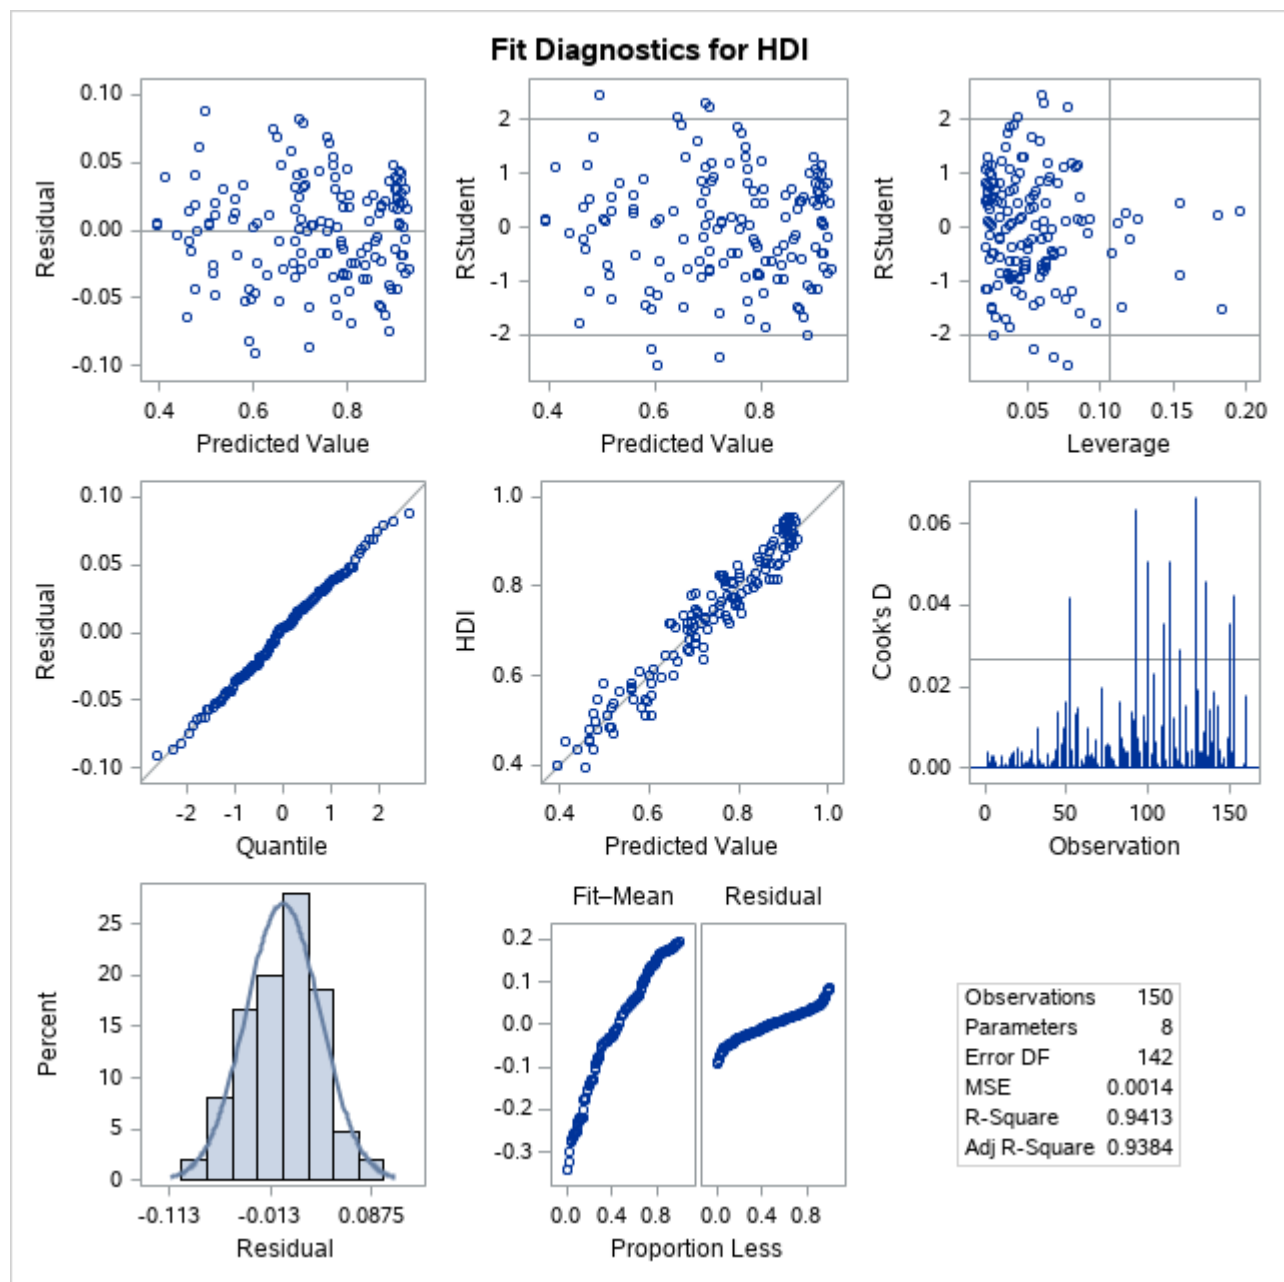 Fit Diagnostics for HDI
Residual
0.10
0.05
0.00
-0.05
-0.10
0.4 0.6 0.8
Predicted Value
RStudent
2
1
0
-1
-2
0.4 0.6 0.8
Predicted Value
RStudent
2
1
0
-1
-2
0.05 0.10 0.15 0.20
Leverage
Residual
0.10
0.05
0.00
-0.05
-0.10
-2 -1 0 1 2
Quantile
HDI
1.0
0.8
0.6
0.4
0.4 0.6 0.8 1.0
Predicted Value
Cook's D
0.06
0.04
0.02
0.00
0 50 100 150
Observation
Percent
25
20
15
10
5
0
-0.113 -0.013 0.0875
Residual
Fit–Mean Residual
0.2
0.1
0.0
-0.1
-0.2
-0.3
0.0 0.4 0.8 0.0 0.4 0.8
Proportion Less
Observations 150
Parameters 8
Error DF 142
MSE 0.0014
R-Square 0.9413
Adj R-Square 0.9384